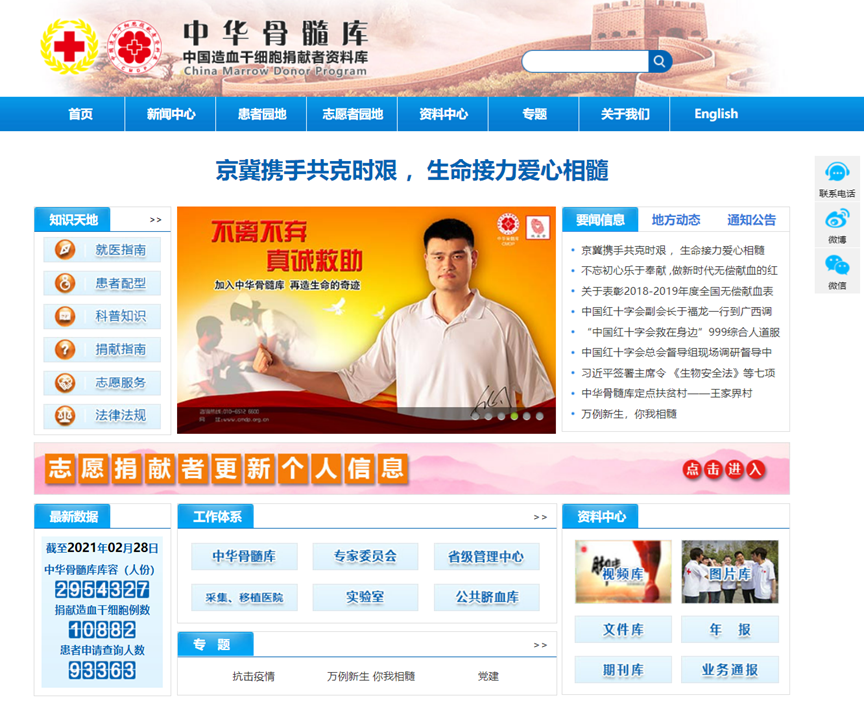 中华骨髓库
中国造血干细胞捐献者资料库
China Marrow Donor Program
首页 新闻中心 患者园地 志愿者园地 资料中心 专题 关于我们 English
京冀携手共克时艰，生命接力爱心相髓
联系电话
微博
微信
知识天地 >>
就医指南
患者配型
科普知识
捐献指南
志愿服务
法律法规
不离不弃
真诚救助
加入中华骨髓库 再造生命的奇迹
要闻信息 地方动态 通知公告
京冀携手共克时艰，生命接力爱心相髓
不忘初心乐于奉献,做新时代无偿献血的红
关于表彰2018-2019年度全国无偿献血表
中国红十字会副会长于福龙一行到广西调
“中国红十字会救在身边”999综合人道服
中国红十字会总会督导组现场调研督导中
习近平签署主席令 《生物安全法》等七项
中华骨髓库定点扶贫村——王家界村
万例新生，你我相髓
志愿捐献者更新个人信息
点击进入
最新数据
截至2021年02月28日
中华骨髓库库容（人份）
2954327
捐献造血干细胞例数
10882
患者申请查询人数
93363
工作体系 >>
中华骨髓库 专家委员会 省级管理中心
采集、移植医院 实验室 公共脐血库
专 题 >>
抗击疫情 万例新生 你我相髓 党建
资料中心
视频库 图片库
文件库 年 报
期刊库 业务通报